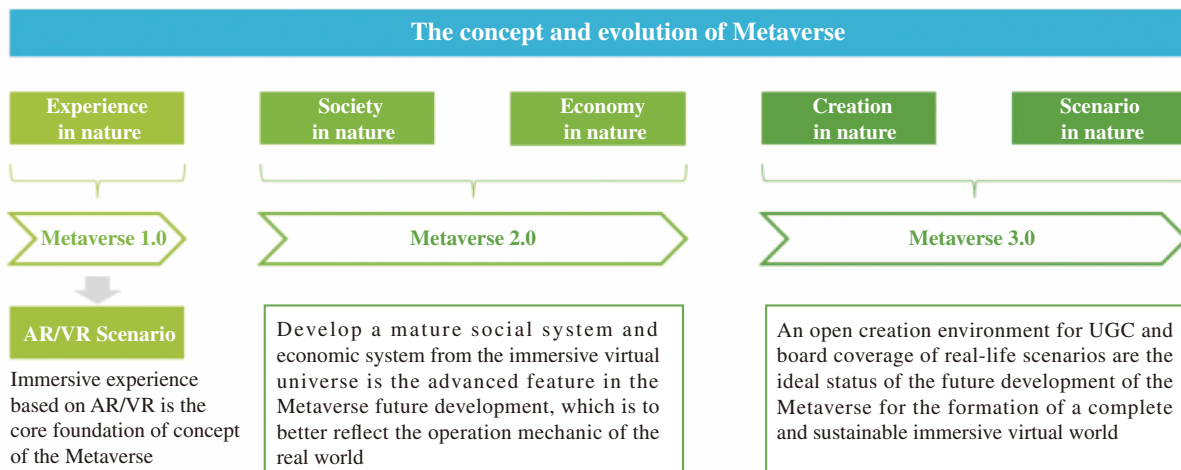 The concept and evolution of Metaverse
Experience
in nature
Society
in nature
Economy
in nature
Creation
in nature
Scenario
in nature
Metaverse 1.0
Metaverse 2.0
Metaverse 3.0
AR/VR Scenario
Immersive experience
based on AR/VR is the
core foundation of concept
of the Metaverse
Develop a mature social system and
economic system from the immersive virtual
universe is the advanced feature in the
Metaverse future development, which is to
better reflect the operation mechanic of the
real world
An open creation environment for UGC and
board coverage of real-life scenarios are the
ideal status of the future development of the
Metaverse for the formation of a complete
and sustainable immersive virtual world